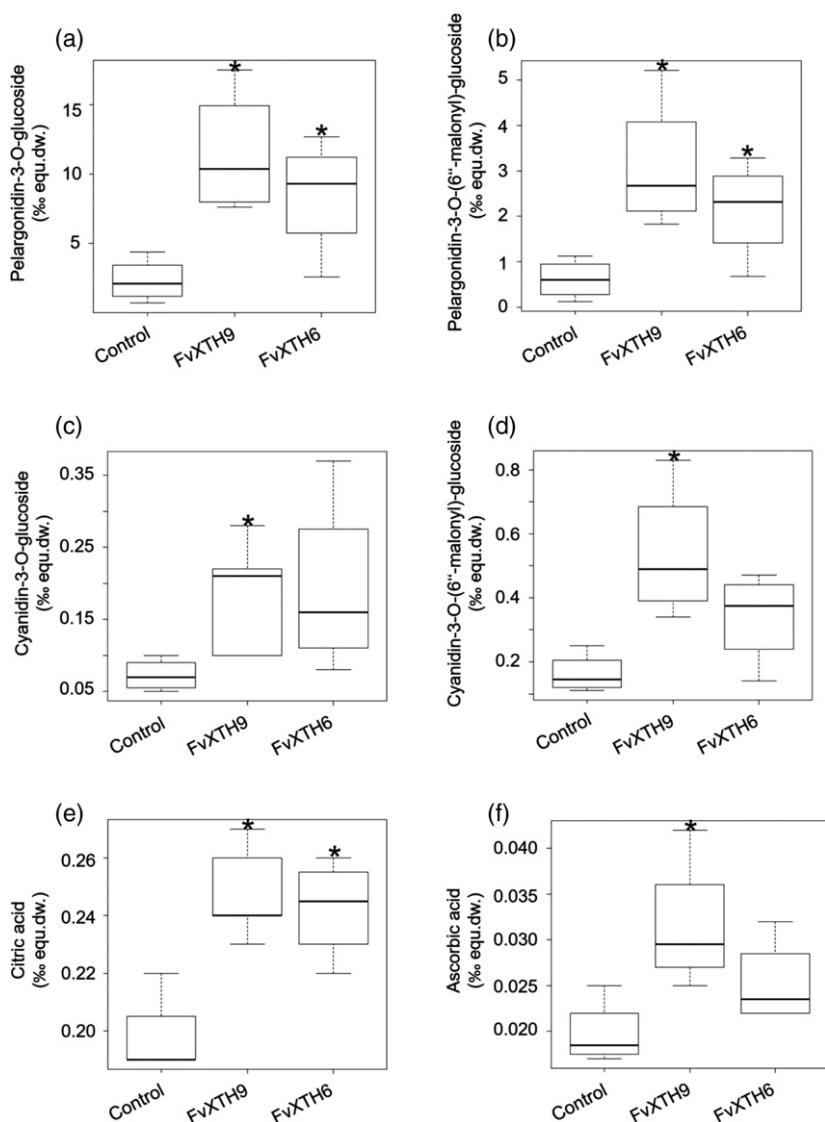 (a)
Pelargonidin-3-O-glucoside
(‰ equ.dw.)
15
10
5
*
*
Control
FvXTH9
FvXTH6
(b)
Pelargonidin-3-O-(6"-malonyl)-glucoside
(‰ equ.dw.)
5
4
3
2
1
0
*
*
Control
FvXTH9
FvXTH6
(c)
Cyanidin-3-O-glucoside
(‰ equ.dw.)
0.35
0.25
0.15
0.05
*
Control
FvXTH9
FvXTH6
(d)
Cyanidin-3-O-(6"-malonyl)-glucoside
(‰ equ.dw.)
0.8
0.6
0.4
0.2
*
Control
FvXTH9
FvXTH6
(e)
Citric acid
(‰ equ.dw.)
0.26
0.24
0.22
0.20
*
*
Control
FvXTH9
FvXTH6
(f)
Ascorbic acid
(‰ equ.dw.)
0.040
0.035
0.030
0.025
0.020
*
Control
FvXTH9
FvXTH6